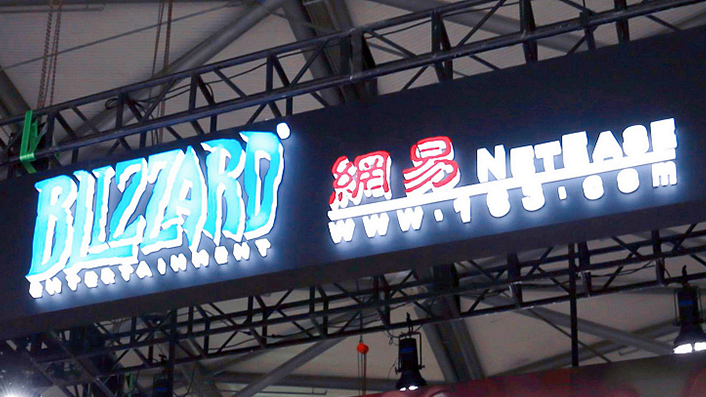 BLIZZARD
ENTERTAINMENT
網易 NETEASE
www.163.com